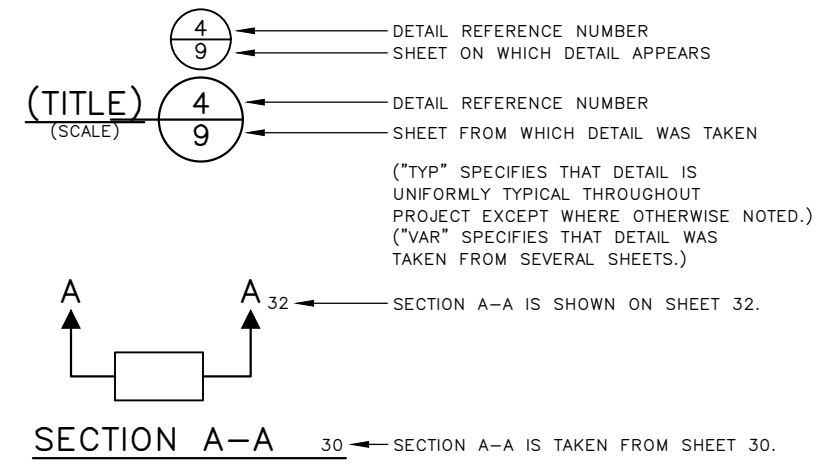 4 DETAIL REFERENCE NUMBER
9 SHEET ON WHICH DETAIL APPEARS
(TITLE) 4 DETAIL REFERENCE NUMBER
(SCALE) 9 SHEET FROM WHICH DETAIL WAS TAKEN
("TYP" SPECIFIES THAT DETAIL IS
UNIFORMLY TYPICAL THROUGHOUT
PROJECT EXCEPT WHERE OTHERWISE NOTED.)
("VAR" SPECIFIES THAT DETAIL WAS
TAKEN FROM SEVERAL SHEETS.)
A A 32 SECTION A-A IS SHOWN ON SHEET 32.
SECTION A-A 30 SECTION A-A IS TAKEN FROM SHEET 30.